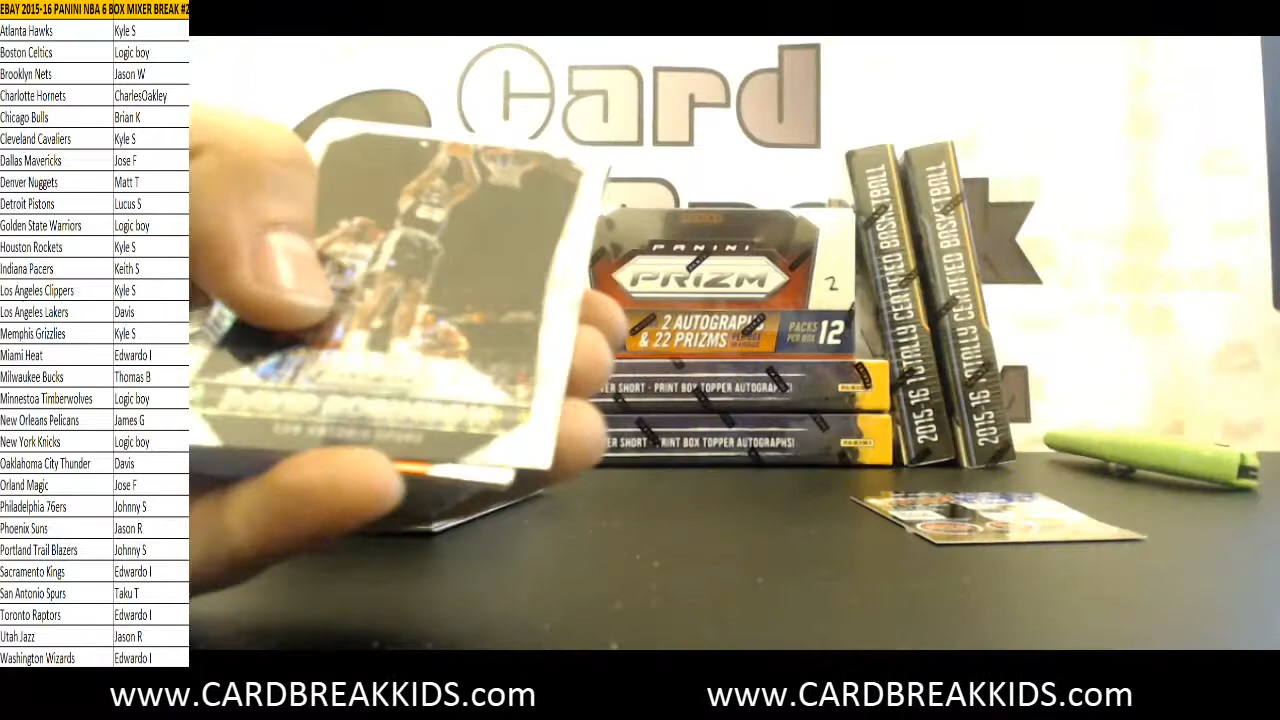 EBAY 2015-16 PANINI NBA 6 BOX MIXER BREAK #2
Atlanta Hawks Kyle S
Boston Celtics Logic boy
Brooklyn Nets Jason W
Charlotte Hornets CharlesOakley
Chicago Bulls Brian K
Cleveland Cavaliers Kyle S
Dallas Mavericks Jose F
Denver Nuggets Matt T
Detroit Pistons Lucus S
Golden State Warriors Logic boy
Houston Rockets Kyle S
Indiana Pacers Keith S
Los Angeles Clippers Kyle S
Los Angeles Lakers Davis
Memphis Grizzlies Kyle S
Miami Heat Edwardo I
Milwaukee Bucks Thomas B
Minnestoa Timberwolves Logic boy
New Orleans Pelicans James G
New York Knicks Logic boy
Oaklahoma City Thunder Davis
Orland Magic Jose F
Philadelphia 76ers Johnny S
Phoenix Suns Jason R
Portland Trail Blazers Johnny S
Sacramento Kings Edwardo I
San Antonio Spurs Taku T
Toronto Raptors Edwardo I
Utah Jazz Jason R
Washington Wizards Edwardo I
Card
PANINI
PRIZM
2
2 AUTOGRAPHS
& 22 PRIZMS
PACKS
PER BOX 12
SHORT - PRINT BOX TOPPER AUTOGRAPHS!
PANINI
SHORT - PRINT BOX TOPPER AUTOGRAPHS!
PANINI
2015-16 TOTALLY CERTIFIED BASKETBALL
2015-16 TOTALLY CERTIFIED BASKETBALL
www.CARDBREAKKIDS.com www.CARDBREAKKIDS.com